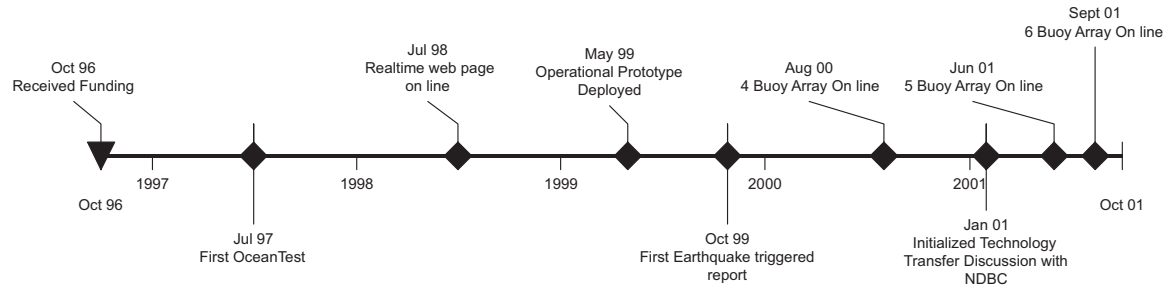 Sept 01
6 Buoy Array On line
Jul 98
Realtime web page
on line
May 99
Operational Prototype
Deployed
Oct 96
Received Funding
Aug 00
4 Buoy Array On line
Jun 01
5 Buoy Array On line
1997
1998
1999
2000
2001
Oct 96
Oct 01
Jul 97
First OceanTest
Oct 99
First Earthquake triggered
report
Jan 01
Initialized Technology
Transfer Discussion with
NDBC